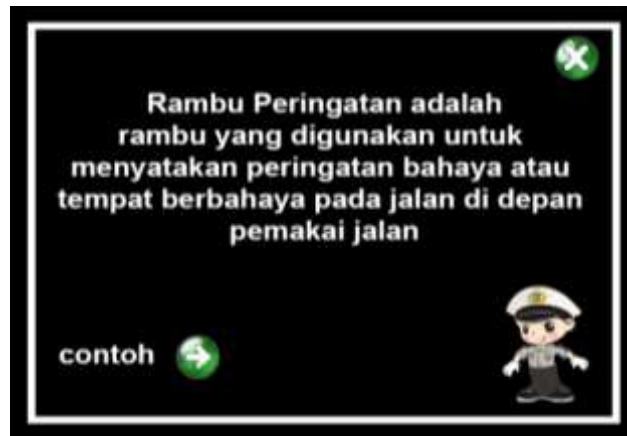 Rambu Peringatan adalah
rambu yang digunakan untuk
menyatakan peringatan bahaya atau
tempat berbahaya pada jalan di depan
pemakai jalan
contoh